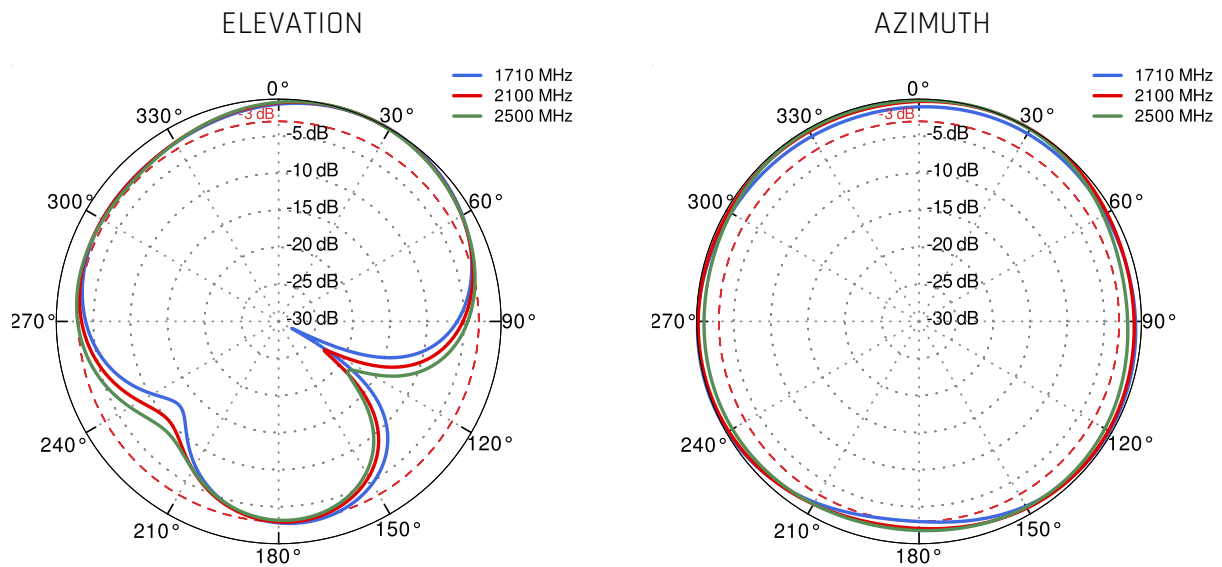 ELEVATION
1710 MHz
2100 MHz
2500 MHz
0°
330°
-3 dB
30°
-5 dB
-10 dB
300°
60°
-15 dB
-20 dB
-25 dB
270°
-30 dB
90°
240°
120°
210°
150°
180°
AZIMUTH
1710 MHz
2100 MHz
2500 MHz
0°
330°
-3 dB
30°
-5 dB
-10 dB
300°
60°
-15 dB
-20 dB
-25 dB
270°
-30 dB
90°
240°
120°
210°
150°
180°